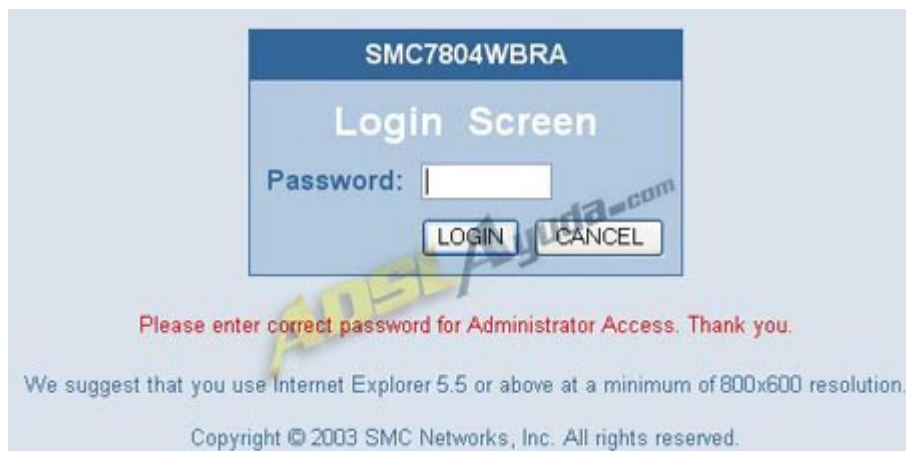 SMC7804WBRA
Login Screen
Password:
LOGIN CANCEL
ADSLAyuda.com
Please enter correct password for Administrator Access. Thank you.
We suggest that you use Internet Explorer 5.5 or above at a minimum of 800x600 resolution.
Copyright © 2003 SMC Networks, Inc. All rights reserved.